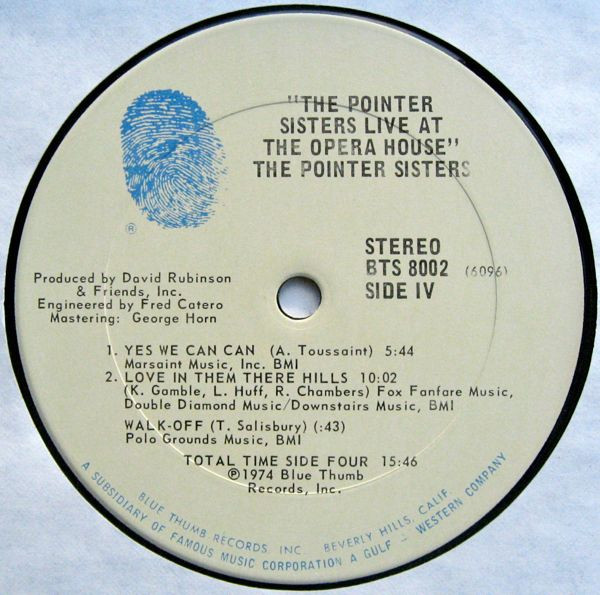 "THE POINTER
SISTERS LIVE AT
THE OPERA HOUSE"
THE POINTER SISTERS
®
STEREO
BTS 8002 (6096)
SIDE IV
Produced by David Rubinson
& Friends, Inc.
Engineered by Fred Catero
Mastering: George Horn
1. YES WE CAN CAN (A. Toussaint) 5:44
Marsaint Music, Inc. BMI
2. LOVE IN THEM THERE HILLS 10:02
(K. Gamble, L. Huff, R. Chambers) Fox Fanfare Music,
Double Diamond Music/Downstairs Music, BMI
WALK-OFF (T. Salisbury) (:43)
Polo Grounds Music, BMI
TOTAL TIME SIDE FOUR 15:46
℗1974 Blue Thumb
Records, Inc.
BLUE THUMB RECORDS, INC. BEVERLY HILLS, CALIF.
A SUBSIDIARY OF FAMOUS MUSIC CORPORATION A GULF + WESTERN COMPANY